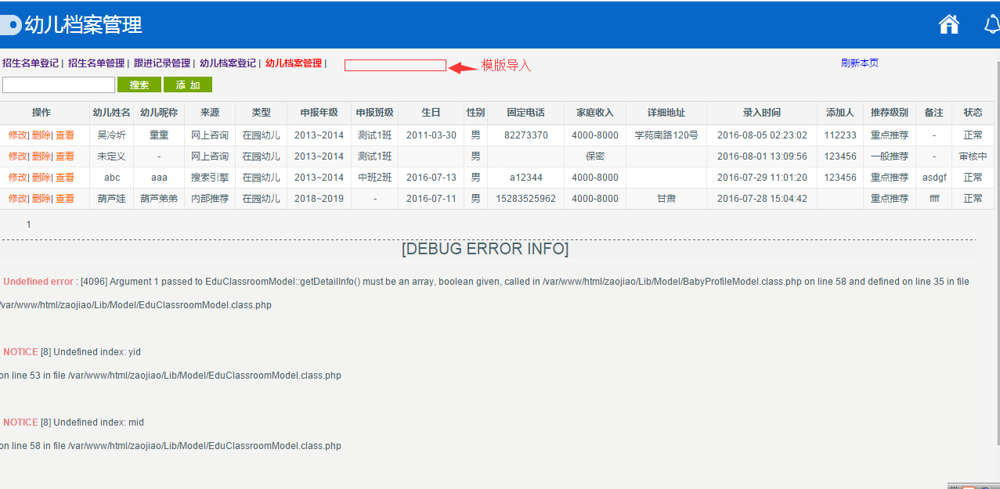 幼儿档案管理
招生名单登记 | 招生名单管理 | 跟进记录管理 | 幼儿档案登记 | 幼儿档案管理 | 模版导入 刷新本页
搜索 添 加
操作 幼儿姓名 幼儿昵称 来源 类型 申报年级 申报班级 生日 性别 固定电话 家庭收入 详细地址 录入时间 添加人 推荐级别 备注 状态
修改| 删除| 查看 吴冷圻 童童 网上咨询 在园幼儿 2013~2014 测试1班 2011-03-30 男 82273370 4000-8000 学苑南路120号 2016-08-05 02:23:02 112233 重点推荐 - 正常
修改| 删除| 查看 未定义 - 网上咨询 在园幼儿 2013~2014 测试1班 男 保密 2016-08-01 13:09:56 123456 一般推荐 - 审核中
修改| 删除| 查看 abc aaa 搜索引擎 在园幼儿 2013~2014 中班2班 2016-07-13 男 a12344 4000-8000 2016-07-29 11:01:20 123456 重点推荐 asdgf 正常
修改| 删除| 查看 葫芦娃 葫芦弟弟 内部推荐 在园幼儿 2018~2019 - 2016-07-11 男 15283525962 4000-8000 甘肃 2016-07-28 15:04:42 重点推荐 ffff 正常
1
[DEBUG ERROR INFO]
Undefined error : [4096] Argument 1 passed to EduClassroomModel::getDetailInfo() must be an array, boolean given, called in /var/www/html/zaojiao/Lib/Model/BabyProfileModel.class.php on line 58 and defined on line 35 in file
/var/www/html/zaojiao/Lib/Model/EduClassroomModel.class.php
NOTICE [8] Undefined index: yid
on line 53 in file /var/www/html/zaojiao/Lib/Model/EduClassroomModel.class.php
NOTICE [8] Undefined index: mid
on line 58 in file /var/www/html/zaojiao/Lib/Model/EduClassroomModel.class.php